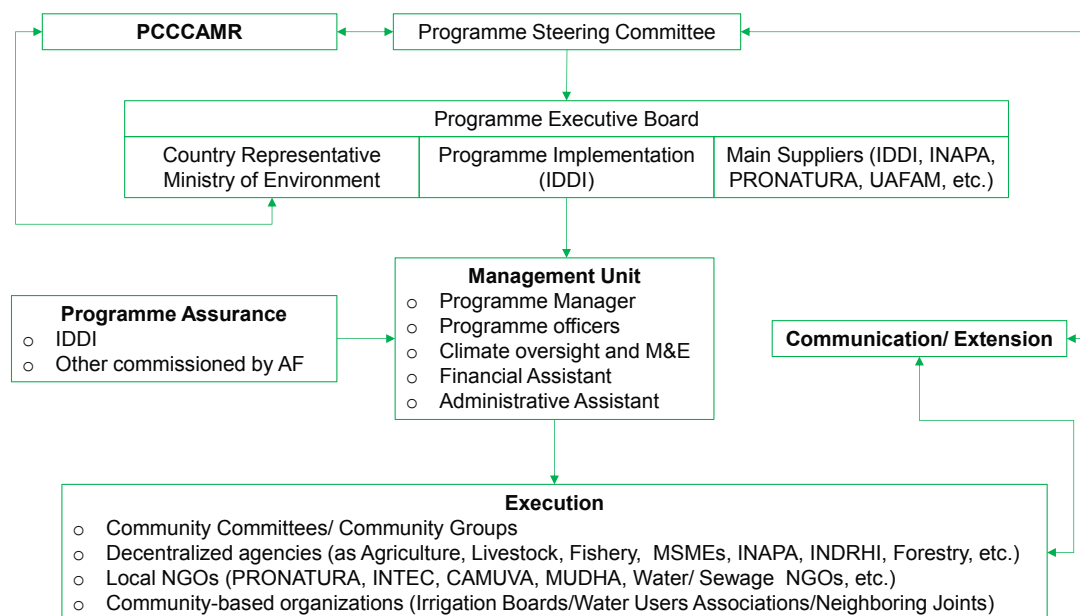 PCCCAMR
Programme Steering Committee
Programme Executive Board
Country Representative
Ministry of Environment
Programme Implementation
(IDDI)
Main Suppliers (IDDI, INAPA,
PRONATURA, UAFAM, etc.)
Management Unit
o Programme Manager
o Programme officers
o Climate oversight and M&E
o Financial Assistant
o Administrative Assistant
Programme Assurance
o IDDI
o Other commissioned by AF
Communication/ Extension
Execution
o Community Committees/ Community Groups
o Decentralized agencies (as Agriculture, Livestock, Fishery, MSMEs, INAPA, INDRHI, Forestry, etc.)
o Local NGOs (PRONATURA, INTEC, CAMUVA, MUDHA, Water/ Sewage NGOs, etc.)
o Community-based organizations (Irrigation Boards/Water Users Associations/Neighboring Joints)